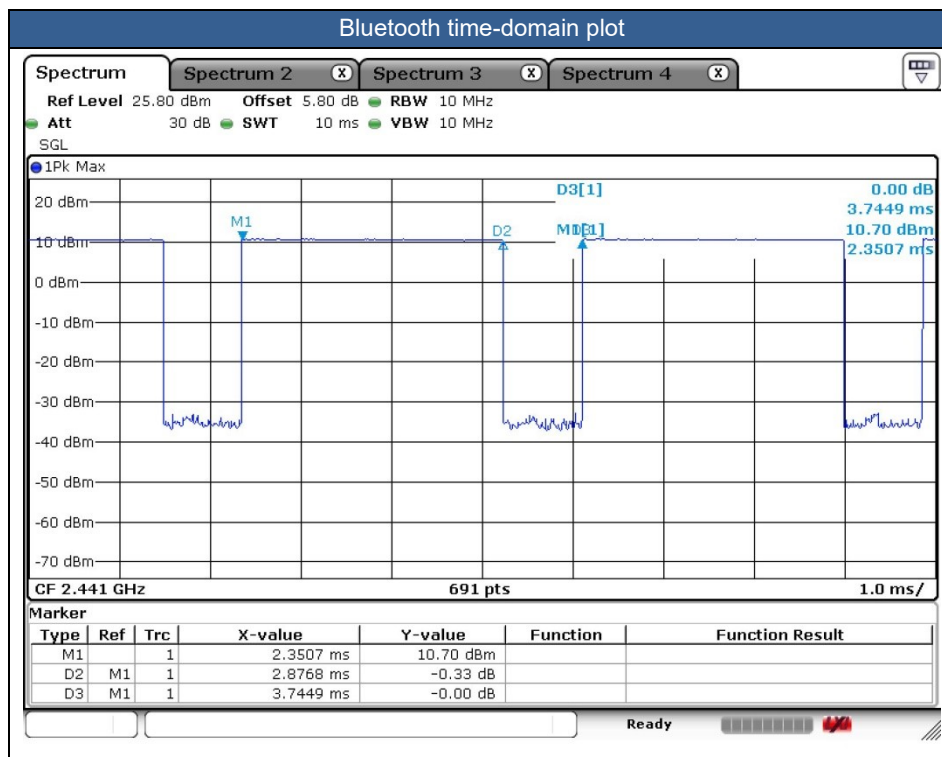 Bluetooth time-domain plot
Spectrum Spectrum 2 X Spectrum 3 X Spectrum 4 X
Ref Level 25.80 dBm Offset 5.80 dB RBW 10 MHz
Att 30 dB SWT 10 ms VBW 10 MHz
SGL
1Pk Max
D3[1] 0.00 dB
3.7449 ms
M1[1] 10.70 dBm
2.3507 ms
20 dBm
M1
D2
10 dBm
0 dBm
-10 dBm
-20 dBm
-30 dBm
-40 dBm
-50 dBm
-60 dBm
-70 dBm
CF 2.441 GHz 691 pts 1.0 ms/
Marker
Type Ref Trc X-value Y-value Function Function Result
M1 1 2.3507 ms 10.70 dBm
D2 M1 1 2.8768 ms -0.33 dB
D3 M1 1 3.7449 ms -0.00 dB
Ready